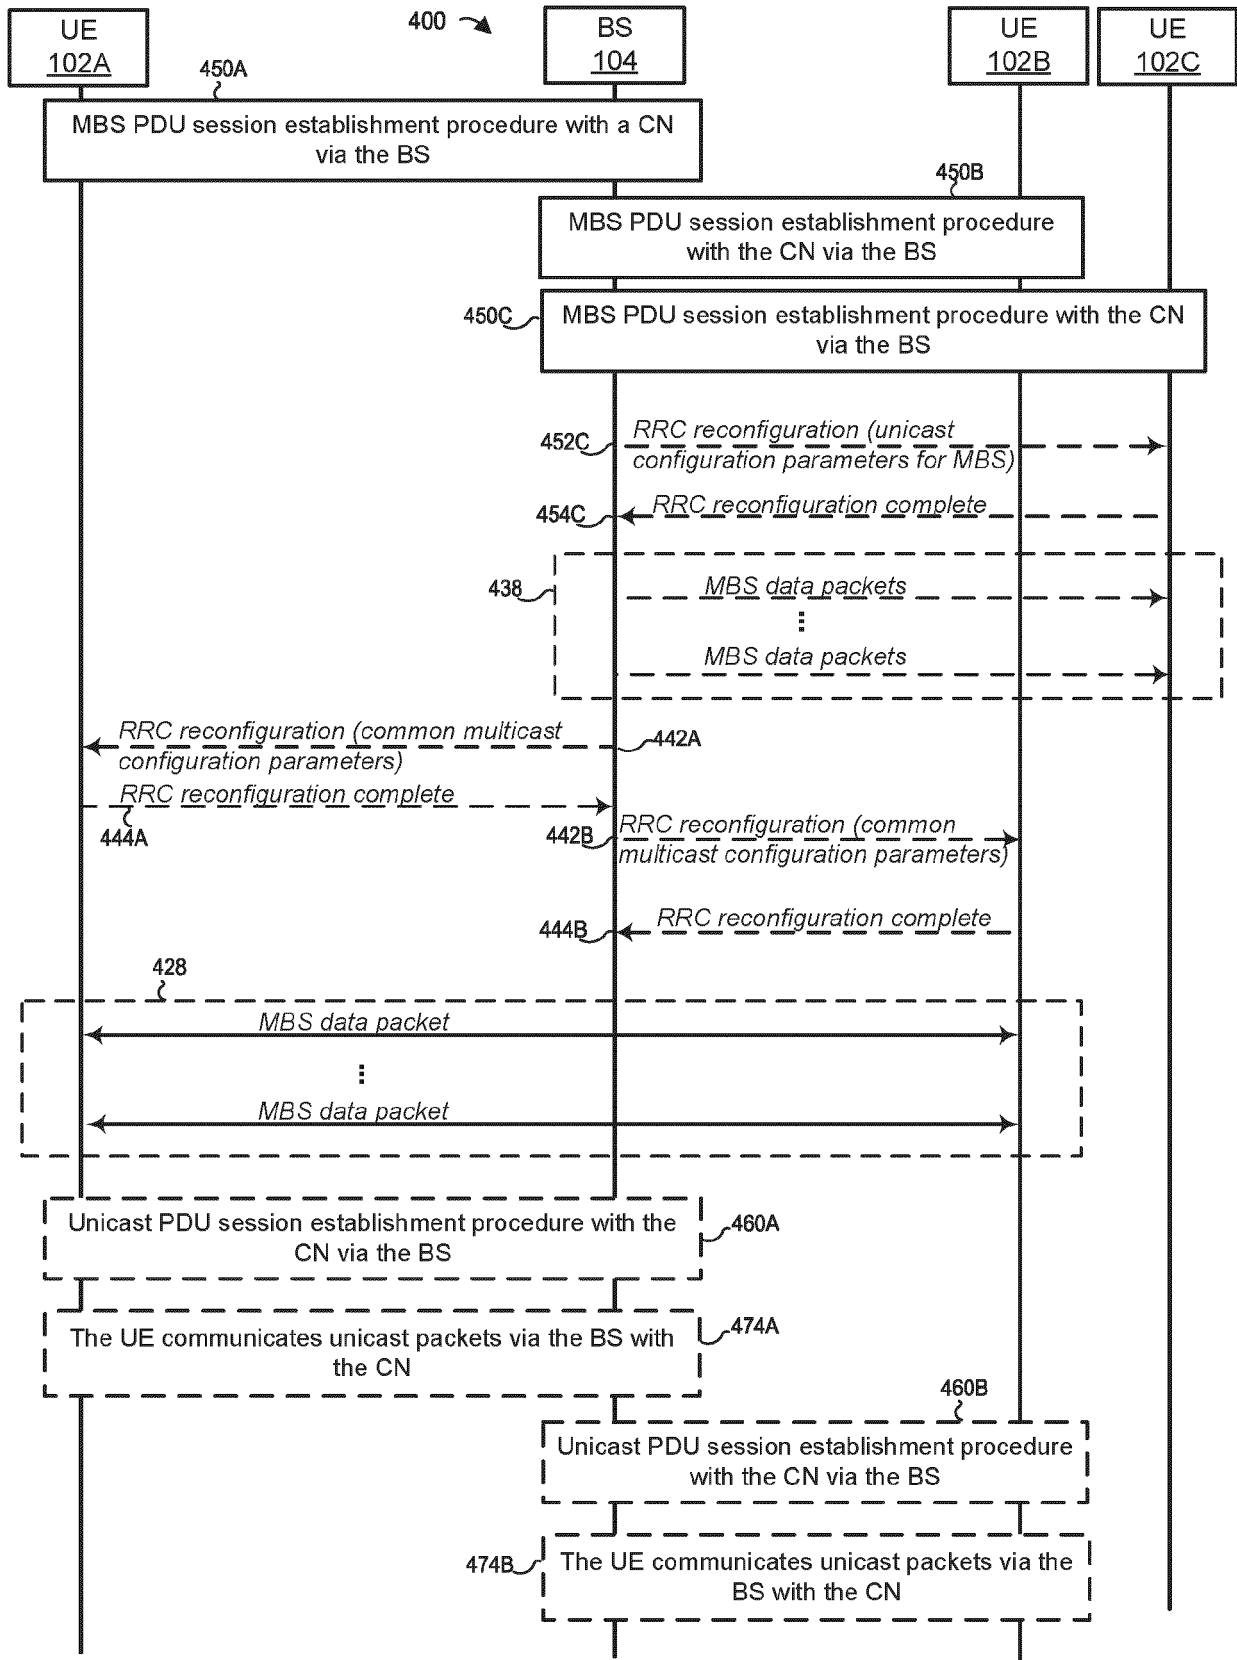 400
UE
102A
BS
104
UE
102B
UE
102C
450A
MBS PDU session establishment procedure with a CN
via the BS
450B
MBS PDU session establishment procedure
with the CN via the BS
450C
MBS PDU session establishment procedure with the CN
via the BS
452C
RRC reconfiguration (unicast
configuration parameters for MBS)
454C
RRC reconfiguration complete
438
MBS data packets
...
MBS data packets
RRC reconfiguration (common multicast
configuration parameters)
442A
RRC reconfiguration complete
444A
442B
RRC reconfiguration (common
multicast configuration parameters)
444B
RRC reconfiguration complete
428
MBS data packet
...
MBS data packet
Unicast PDU session establishment procedure with the
CN via the BS
460A
The UE communicates unicast packets via the BS with
the CN
474A
460B
Unicast PDU session establishment procedure
with the CN via the BS
474B
The UE communicates unicast packets via the
BS with the CN